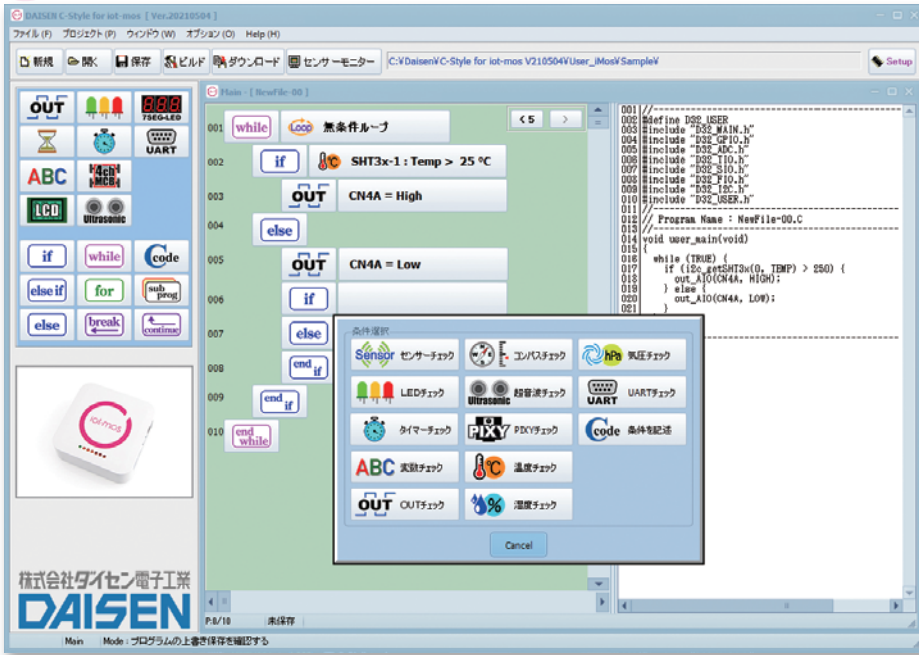 DAISEN C-Style for iot-mos [ Ver.20210504 ]
ファイル (F) プロジェクト (P) ウィンドウ (W) オプション (O) Help (H)
新規 開く 保存 ビルド ダウンロード センサーモニター C:¥Daisen¥C-Style for iot-mos V210504¥User_iMos¥Sample¥ Setup
OUT 7SEG-LED
UART
ABC 4ch MCR
LCD Ultrasonic
if while Code
else if for sub prog
else break continue
iot-mos
株式会社ダイセン電子工業
DAISEN
Main - [ NewFile-00 ]
< 5 >
001 while Loop 無条件ループ
002 if ℃ SHT3x-1 : Temp > 25 ℃
003 OUT CN4A = High
004 else
005 OUT CN4A = Low
006 if
007 else
008 end if
009 end if
010 end while
条件選択
Sensor センサーチェック コンパスチェック hPa 気圧チェック
LEDチェック Ultrasonic 超音波チェック UART UARTチェック
タイマーチェック PIXY PIXYチェック Code 条件を記述
ABC 変数チェック ℃ 温度チェック
OUT OUTチェック % 湿度チェック
Cancel
001 //----------------------------------------
002 #define D32_USER
003 #include "D32_MAIN.h"
004 #include "D32_GPIO.h"
005 #include "D32_ADC.h"
006 #include "D32_TIO.h"
007 #include "D32_SIO.h"
008 #include "D32_PIO.h"
009 #include "D32_I2C.h"
010 #include "D32_USER.h"
011 //----------------------------------------
012 // Program Name : NewFile-00.C
013 //----------------------------------------
014 void user_main(void)
015 {
016 while (TRUE) {
017 if (i2c_getSHT3x(0, TEMP) > 250) {
018 out_AIO(CN4A, HIGH);
019 } else {
020 out_AIO(CN4A, LOW);
021 }
P:8/10 未保存
Main Mode : プログラムの上書き保存を確認する